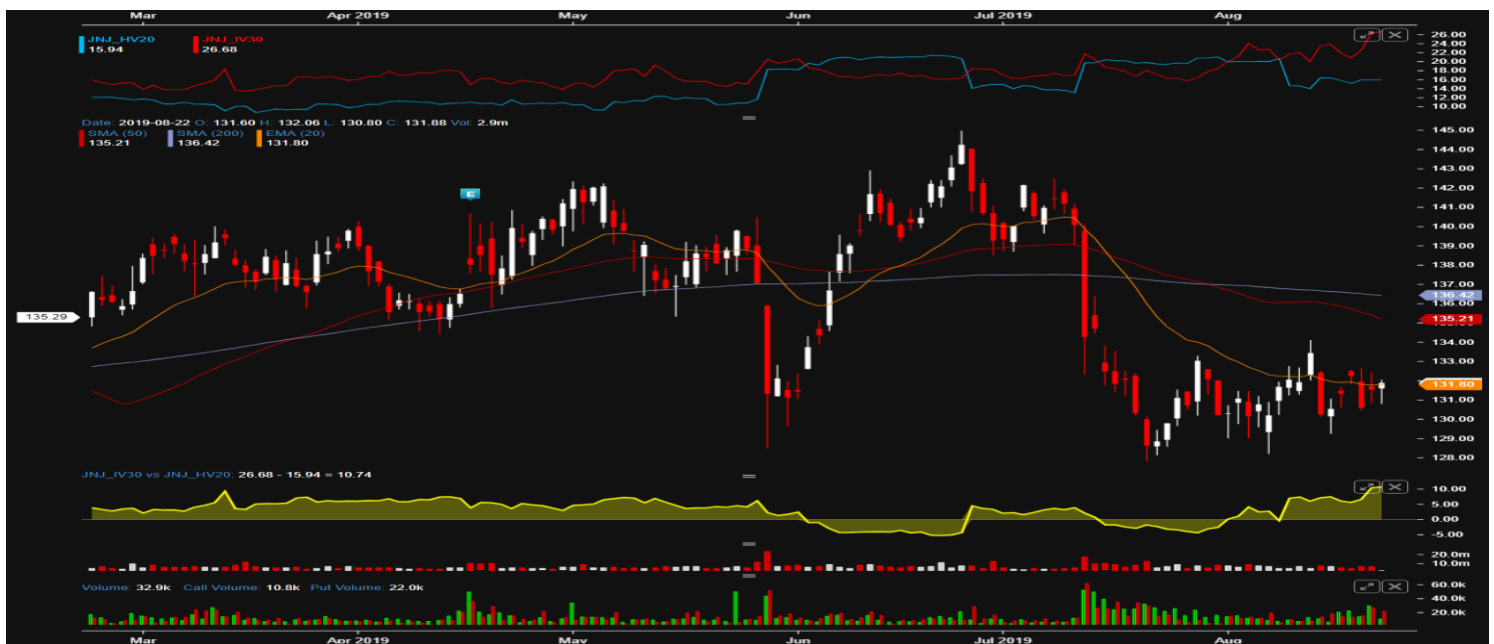 Mar Apr 2019 May Jun Jul 2019 Aug
JNJ_HV20 JNJ_IV30
15.94 26.68
26.00
24.00
22.00
20.00
18.00
16.00
14.00
12.00
10.00
Date: 2019-08-22 O: 131.60 H: 132.06 L: 130.80 C: 131.88 Vol: 2.9m
SMA (50) SMA (200) EMA (20)
135.21 136.42 131.80
145.00
144.00
143.00
142.00
E
141.00
140.00
139.00
138.00
137.00
136.42
136.00
135.29
135.21
134.00
133.00
131.80
131.00
130.00
129.00
128.00
JNJ_IV30 vs JNJ_HV20: 26.68 - 15.94 = 10.74
10.00
5.00
0.00
-5.00
20.0m
10.0m
Volume: 32.9k Call Volume: 10.8k Put Volume: 22.0k
60.0k
40.0k
20.0k
Mar Apr 2019 May Jun Jul 2019 Aug